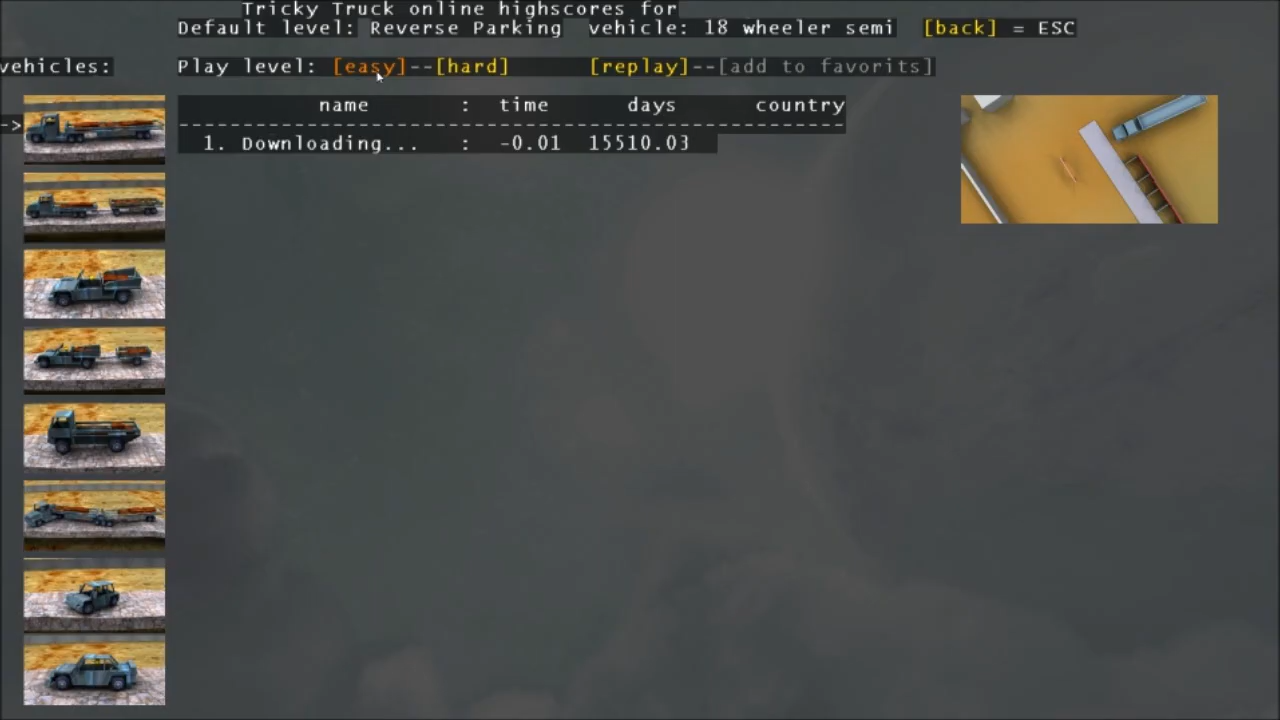 Tricky Truck online highscores for
Default level: Reverse Parking vehicle: 18 wheeler semi [back] = ESC
vehicles: Play level: [easy]--[hard] [replay]--[add to favorits]
name : time days country
-->
1. Downloading... : -0.01 15510.03